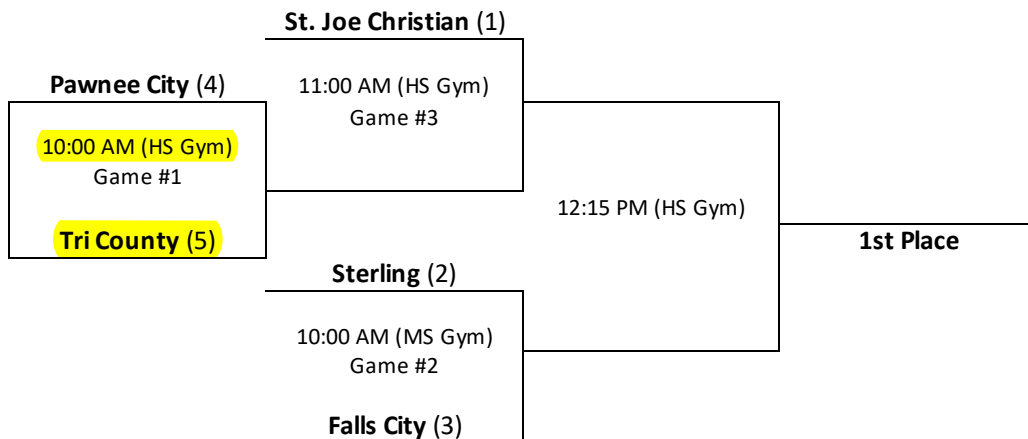 St. Joe Christian (1)
11:00 AM (HS Gym)
Game #3
Pawnee City (4)
10:00 AM (HS Gym)
Game #1
Tri County (5)
12:15 PM (HS Gym)
1st Place
Sterling (2)
10:00 AM (MS Gym)
Game #2
Falls City (3)